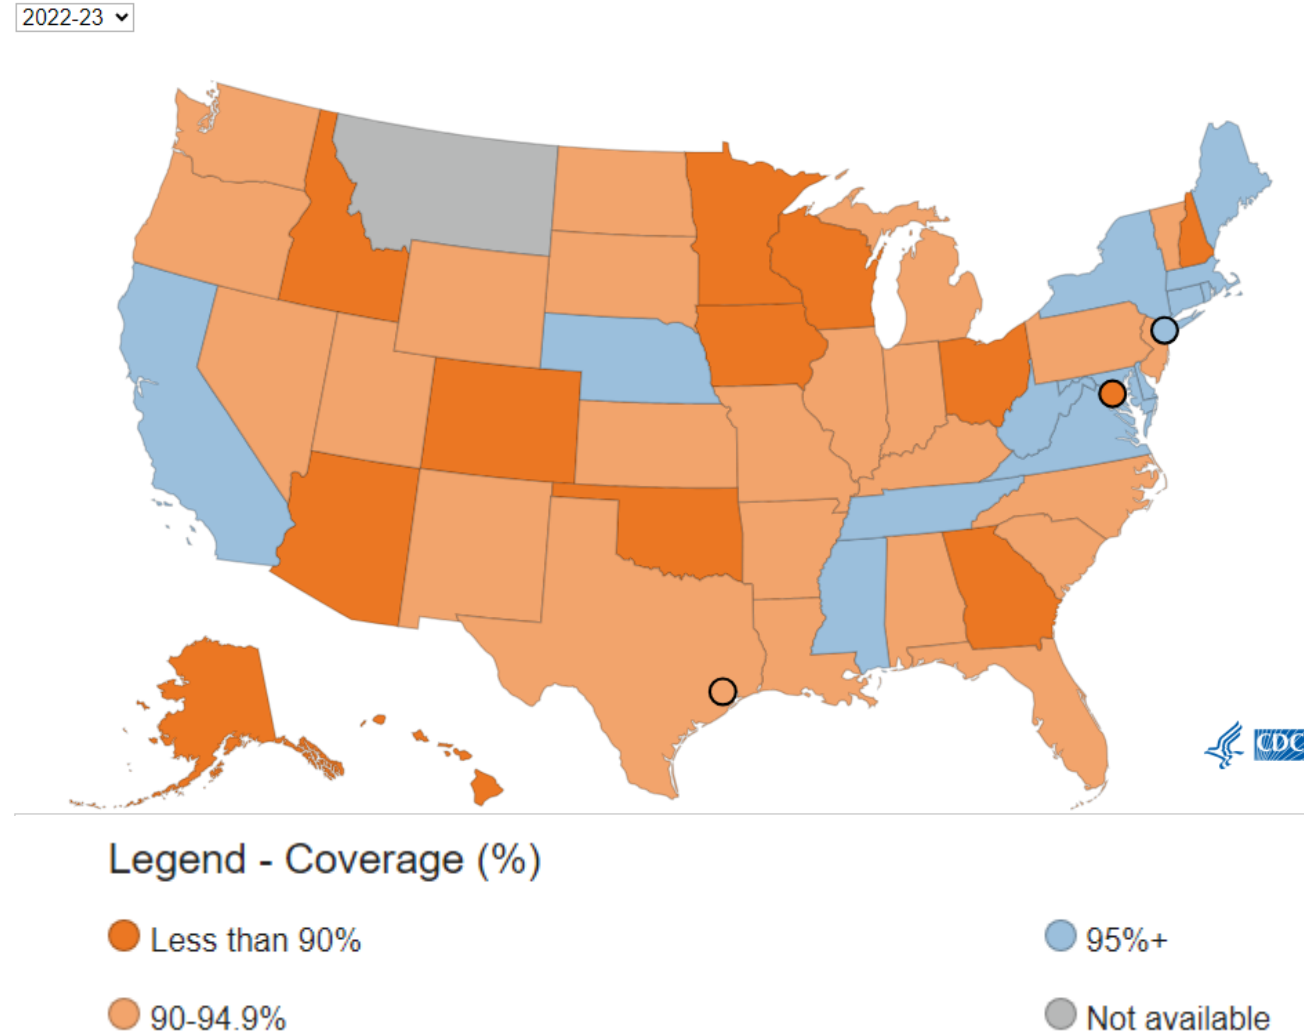 2022-23
CDC
Legend - Coverage (%)
Less than 90%
95%+
90-94.9%
Not available